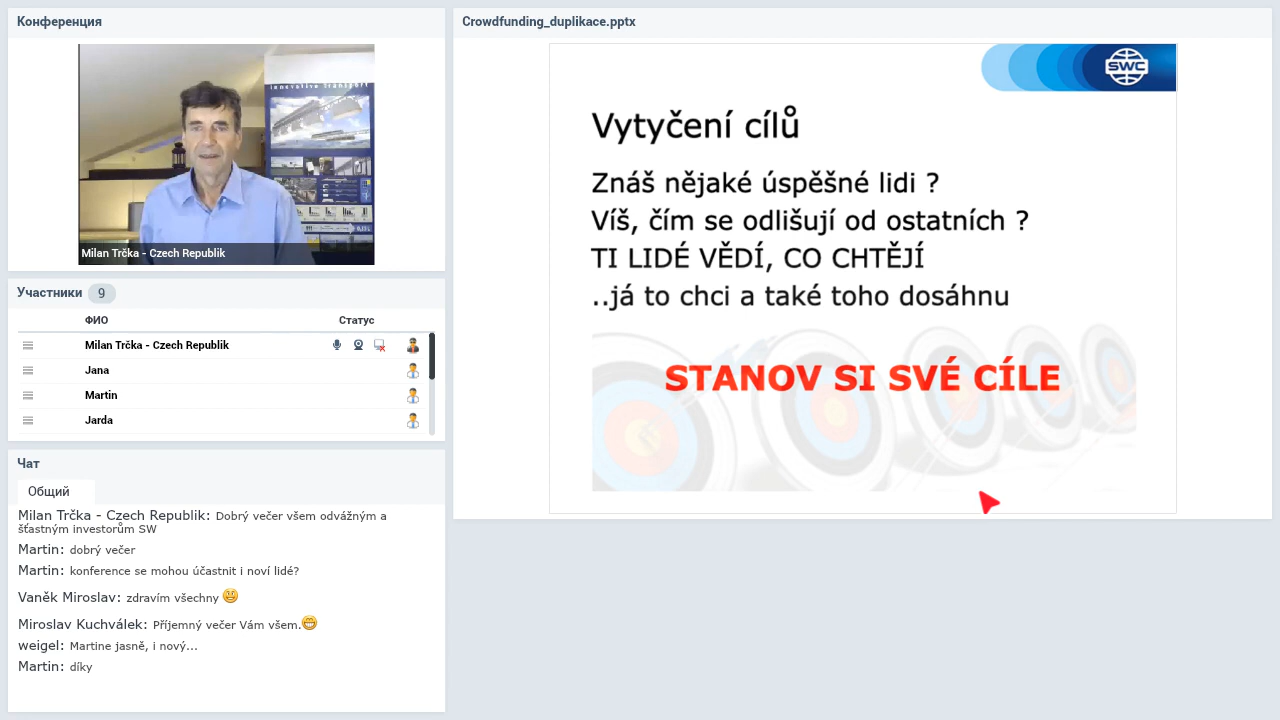 Конференция
innovative transport
Milan Trčka - Czech Republik
Участники 9
ФИО Статус
Milan Trčka - Czech Republik
Jana
Martin
Jarda
Чат
Общий
Milan Trčka - Czech Republik: Dobrý večer všem odvážným a
šťastným investorům SW
Martin: dobrý večer
Martin: konference se mohou účastnit i noví lidé?
Vaněk Miroslav: zdravím všechny
Miroslav Kuchválek: Příjemný večer Vám všem.
weigel: Martine jasně, i nový...
Martin: díky
Crowdfunding_duplikace.pptx
SWC
Vytyčení cílů
Znáš nějaké úspěšné lidi ?
Víš, čím se odlišují od ostatních ?
TI LIDÉ VĚDÍ, CO CHTĚJÍ
..já to chci a také toho dosáhnu
STANOV SI SVÉ CÍLE